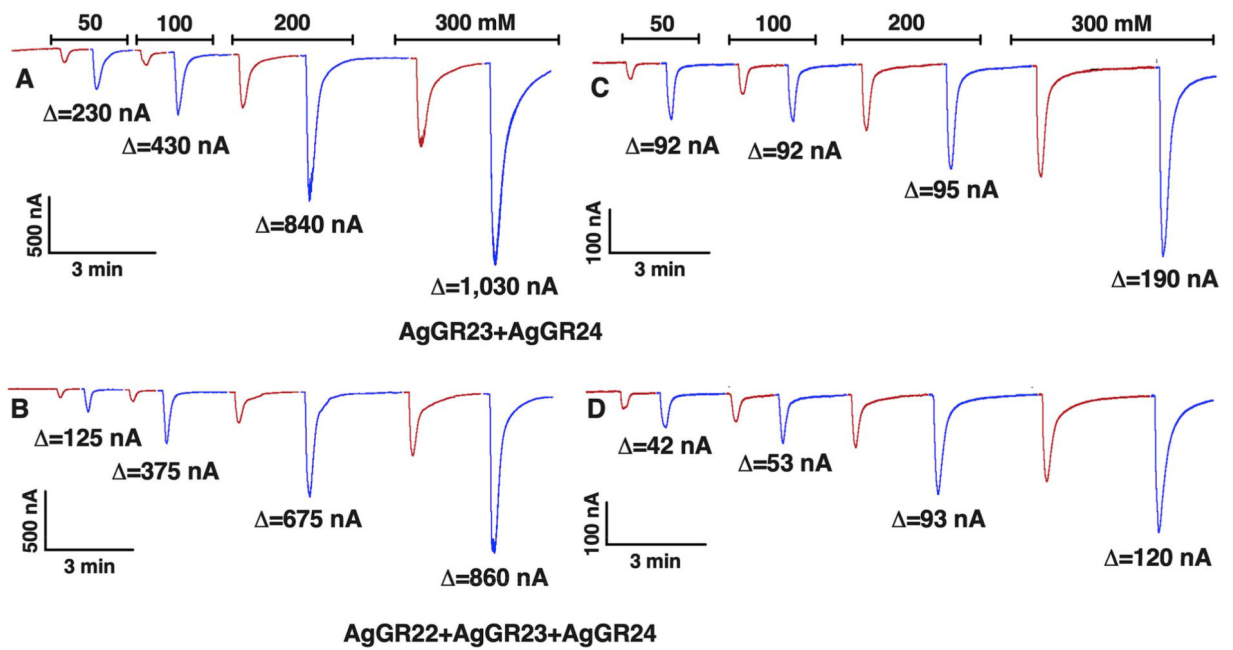 50 100 200 300 mM
A
Δ=230 nA
Δ=430 nA
Δ=840 nA
Δ=1,030 nA
500 nA
3 min
50 100 200 300 mM
C
Δ=92 nA
Δ=92 nA
Δ=95 nA
Δ=190 nA
100 nA
3 min
AgGR23+AgGR24
B
Δ=125 nA
Δ=375 nA
Δ=675 nA
Δ=860 nA
500 nA
3 min
D
Δ=42 nA
Δ=53 nA
Δ=93 nA
Δ=120 nA
100 nA
3 min
AgGR22+AgGR23+AgGR24